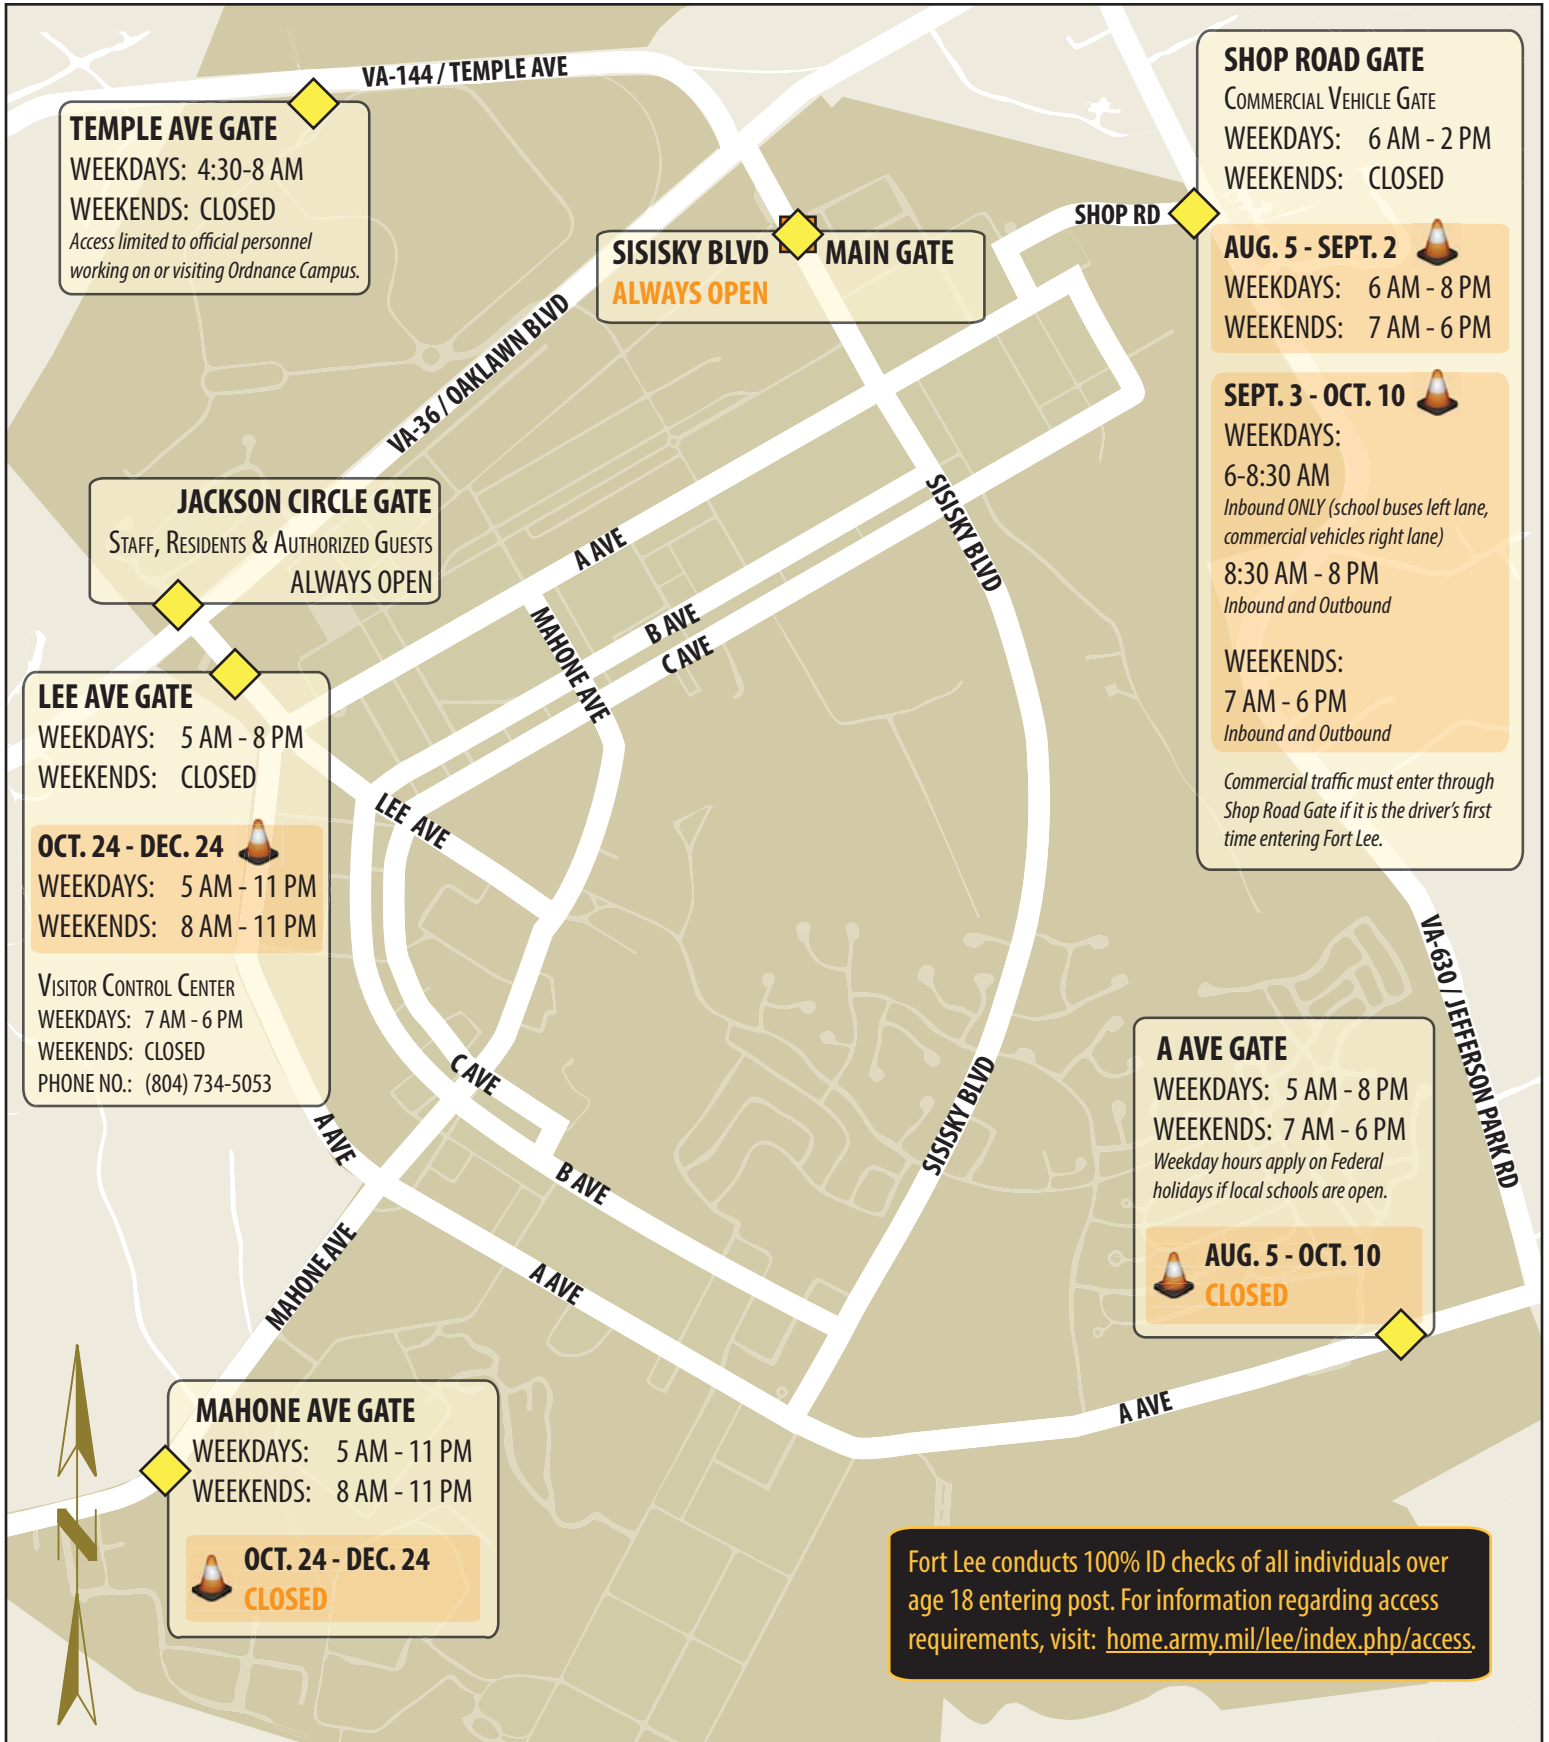 VA-144 / TEMPLE AVE
TEMPLE AVE GATE
WEEKDAYS: 4:30-8 AM
WEEKENDS: CLOSED
Access limited to official personnel
working on or visiting Ordnance Campus.
SISISKY BLVD MAIN GATE
ALWAYS OPEN
SHOP RD
SHOP ROAD GATE
COMMERCIAL VEHICLE GATE
WEEKDAYS: 6 AM - 2 PM
WEEKENDS: CLOSED
AUG. 5 - SEPT. 2
WEEKDAYS: 6 AM - 8 PM
WEEKENDS: 7 AM - 6 PM
SEPT. 3 - OCT. 10
WEEKDAYS:
6-8:30 AM
Inbound ONLY (school buses left lane,
commercial vehicles right lane)
8:30 AM - 8 PM
Inbound and Outbound
WEEKENDS:
7 AM - 6 PM
Inbound and Outbound
Commercial traffic must enter through
Shop Road Gate if it is the driver's first
time entering Fort Lee.
VA-36 / OAKLAWN BLVD
JACKSON CIRCLE GATE
STAFF, RESIDENTS & AUTHORIZED GUESTS
ALWAYS OPEN
A AVE
SISISKY BLVD
MAHONE AVE
B AVE
C AVE
LEE AVE GATE
WEEKDAYS: 5 AM - 8 PM
WEEKENDS: CLOSED
OCT. 24 - DEC. 24
WEEKDAYS: 5 AM - 11 PM
WEEKENDS: 8 AM - 11 PM
VISITOR CONTROL CENTER
WEEKDAYS: 7 AM - 6 PM
WEEKENDS: CLOSED
PHONE NO.: (804) 734-5053
LEE AVE
VA-630 / JEFFERSON PARK RD
C AVE
A AVE
B AVE
SISISKY BLVD
A AVE GATE
WEEKDAYS: 5 AM - 8 PM
WEEKENDS: 7 AM - 6 PM
Weekday hours apply on Federal
holidays if local schools are open.
AUG. 5 - OCT. 10
CLOSED
MAHONE AVE
A AVE
A AVE
MAHONE AVE GATE
WEEKDAYS: 5 AM - 11 PM
WEEKENDS: 8 AM - 11 PM
OCT. 24 - DEC. 24
CLOSED
N
Fort Lee conducts 100% ID checks of all individuals over
age 18 entering post. For information regarding access
requirements, visit: home.army.mil/lee/index.php/access.